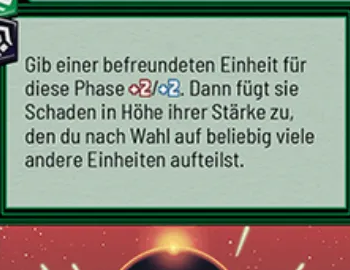 Gib einer befreundeten Einheit für
diese Phase +2/+2. Dann fügt sie
Schaden in Höhe ihrer Stärke zu,
den du nach Wahl auf beliebig viele
andere Einheiten aufteilst.